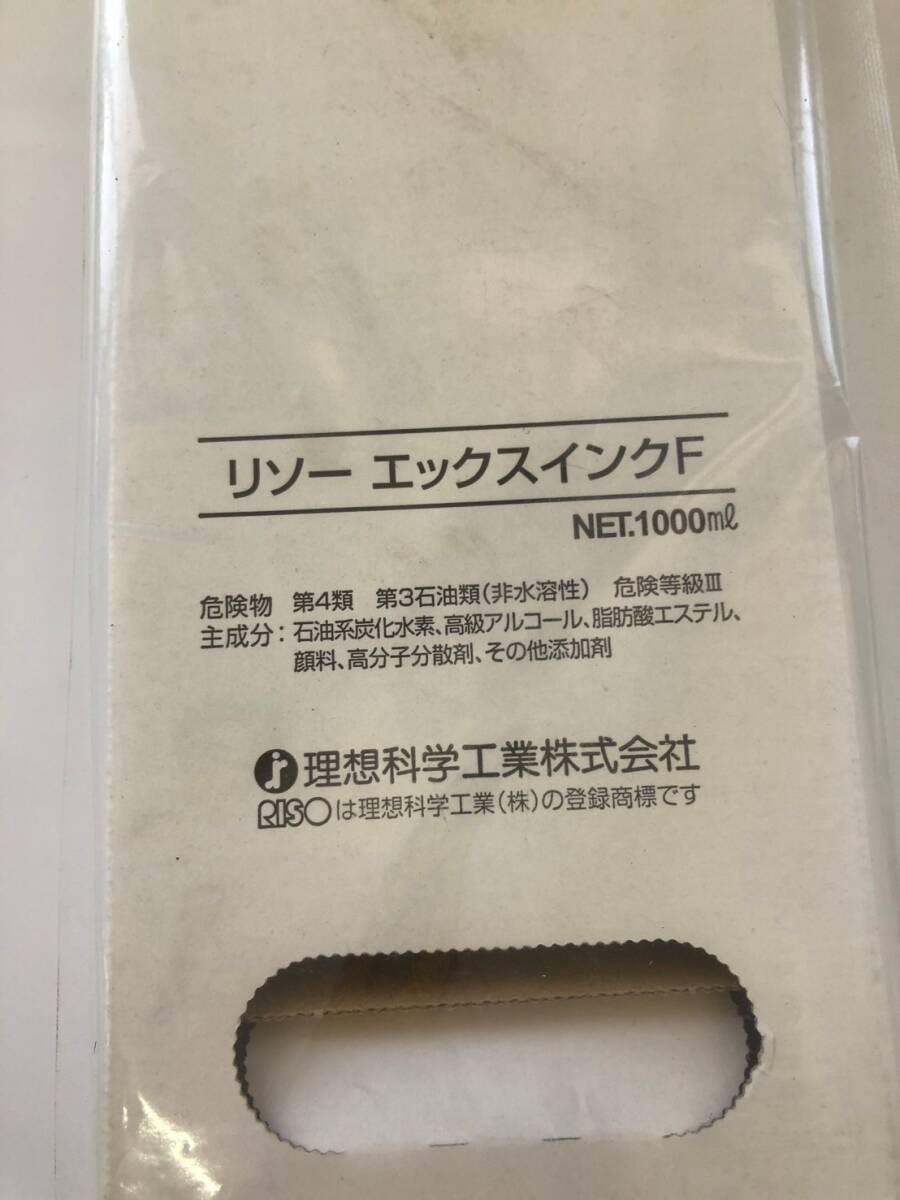 リソー エックスインクF
NET.1000㎖
危険物 第4類 第3石油類(非水溶性) 危険等級Ⅲ
主成分：石油系炭化水素、高級アルコール、脂肪酸エステル、
顔料、高分子分散剤、その他添加剤
理想科学工業株式会社
RISOは理想科学工業(株)の登録商標です